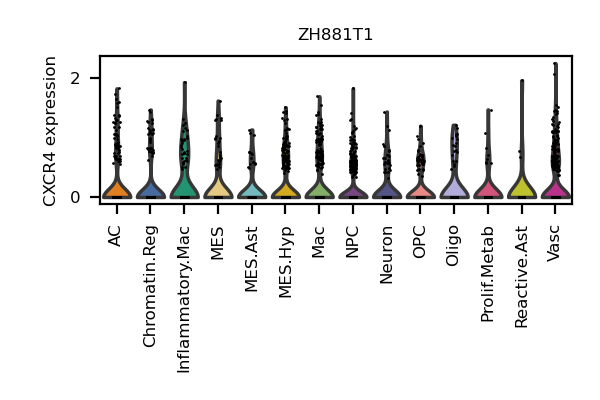 ZH881T1
CXCR4 expression
2
0
AC
Chromatin.Reg
Inflammatory.Mac
MES
MES.Ast
MES.Hyp
Mac
NPC
Neuron
OPC
Oligo
Prolif.Metab
Reactive.Ast
Vasc